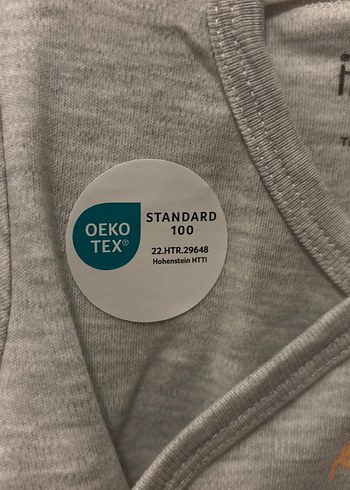 OEKO
TEX®
STANDARD
100
22.HTR.29648
Hohenstein HTTI